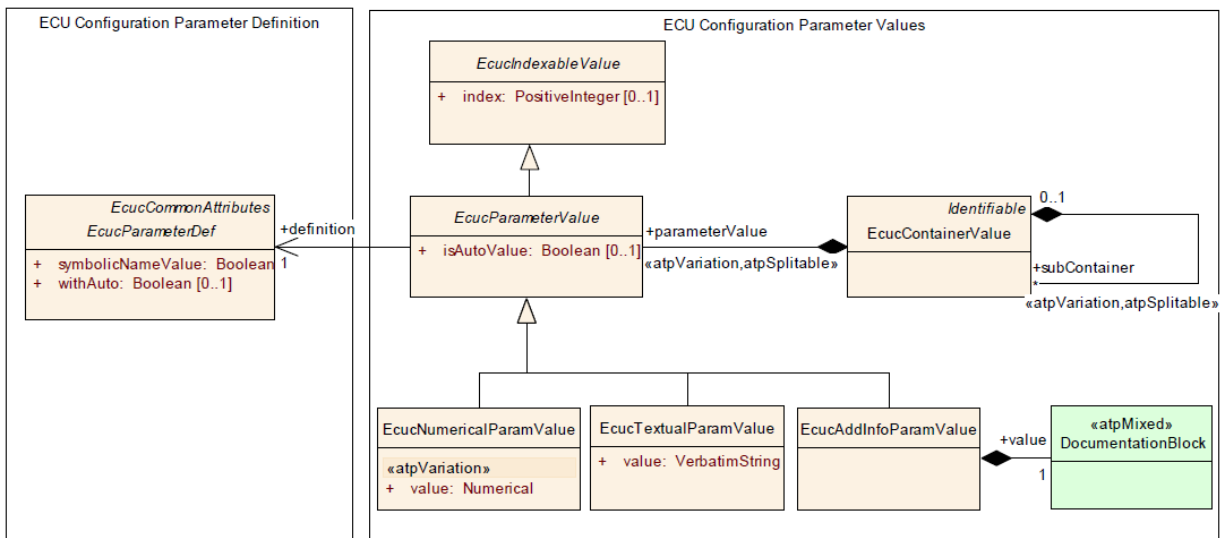 ECU Configuration Parameter Definition
ECU Configuration Parameter Values
EcucIndexableValue
+ index: PositiveInteger [0..1]
EcucCommonAttributes
EcucParameterDef
+ symbolicNameValue: Boolean
+ withAuto: Boolean [0..1]
+definition
1
EcucParameterValue
+ isAutoValue: Boolean [0..1]
+parameterValue
«atpVariation,atpSplitable»
Identifiable
EcucContainerValue
0..1
+subContainer
*
«atpVariation,atpSplitable»
EcucNumericalParamValue
«atpVariation»
+ value: Numerical
EcucTextualParamValue
+ value: VerbatimString
EcucAddInfoParamValue
+value
1
«atpMixed»
DocumentationBlock